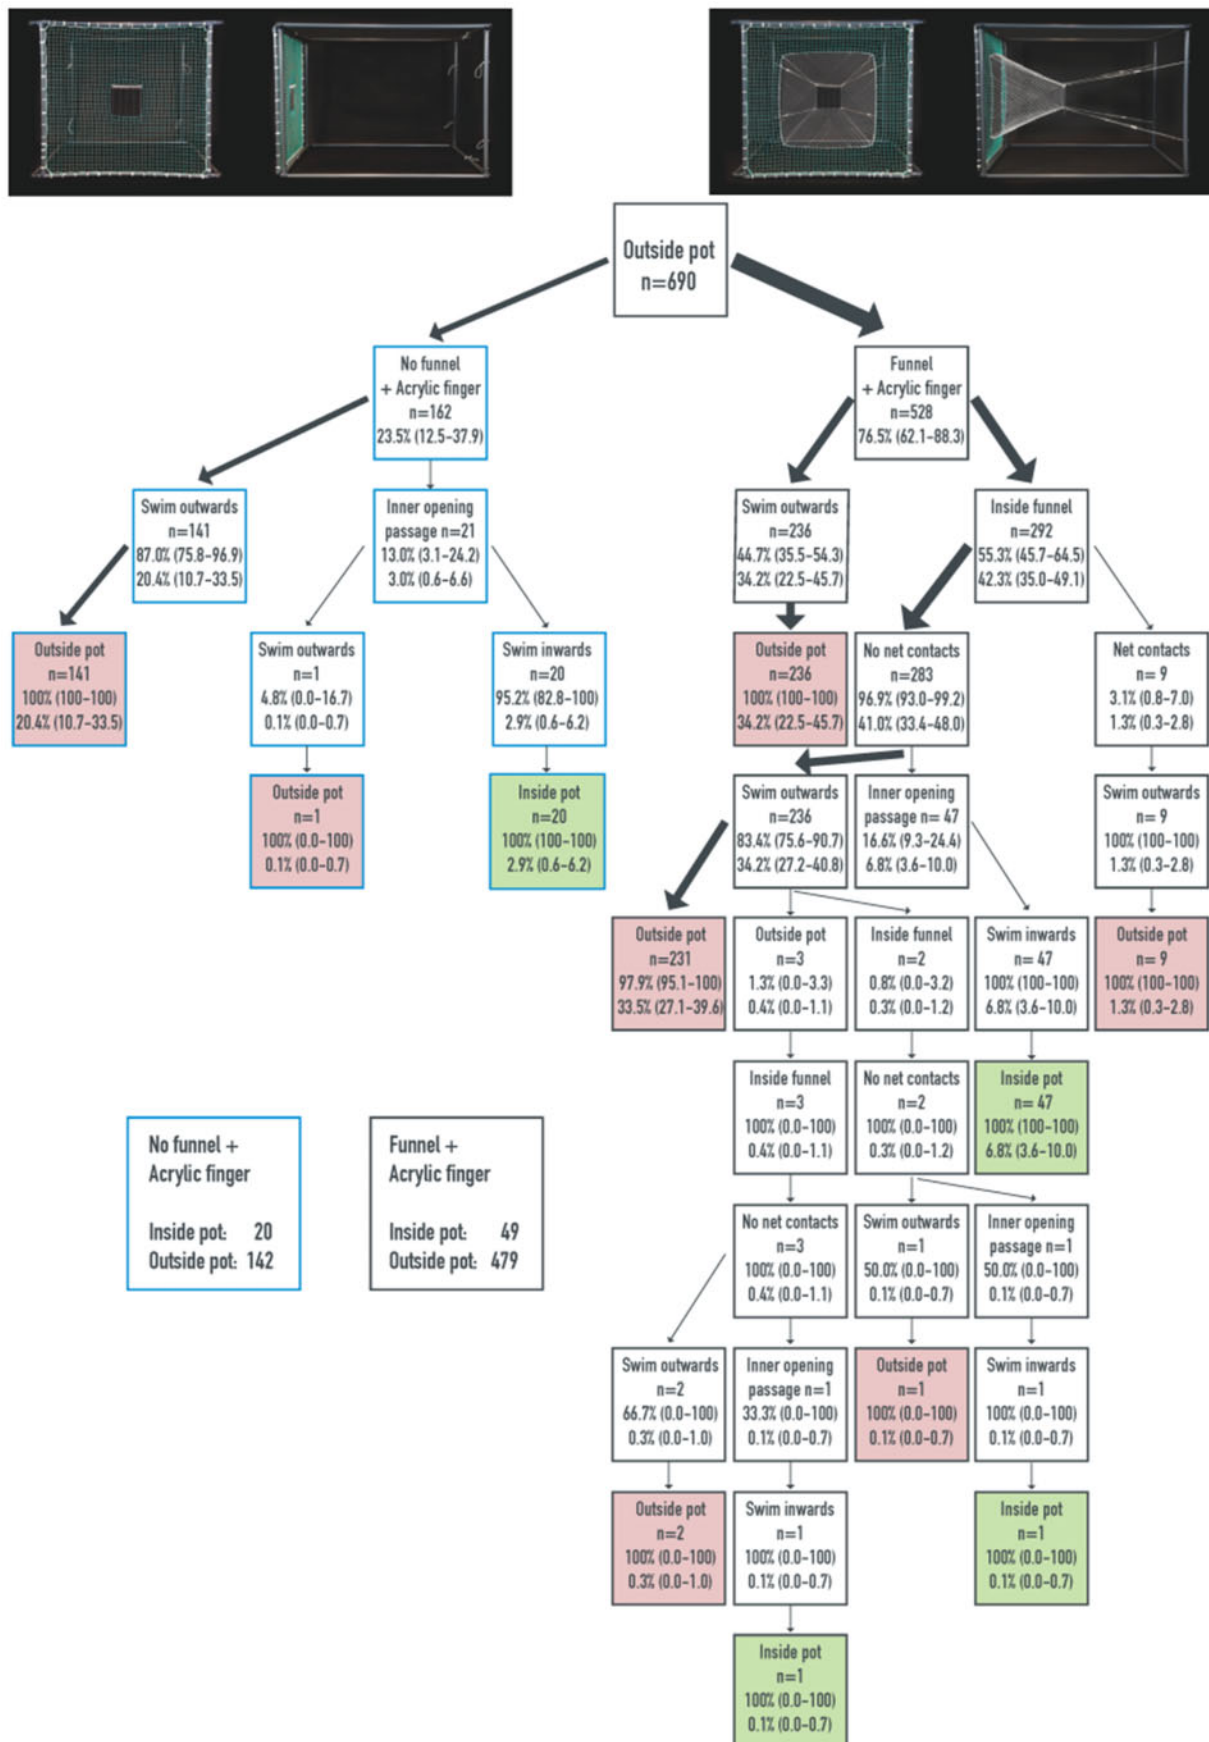 Outside pot
n=690
No funnel
+ Acrylic finger
n=162
23.5% (12.5-37.9)
Funnel
+ Acrylic finger
n=528
76.5% (62.1-88.3)
Swim outwards
n=141
87.0% (75.8-96.9)
20.4% (10.7-33.5)
Inner opening
passage n=21
13.0% (3.1-24.2)
3.0% (0.6-6.6)
Swim outwards
n=236
44.7% (35.5-54.3)
34.2% (22.5-45.7)
Inside funnel
n=292
55.3% (45.7-64.5)
42.3% (35.0-49.1)
Outside pot
n=141
100% (100-100)
20.4% (10.7-33.5)
Swim outwards
n=1
4.8% (0.0-16.7)
0.1% (0.0-0.7)
Swim inwards
n=20
95.2% (82.8-100)
2.9% (0.6-6.2)
Outside pot
n=236
100% (100-100)
34.2% (22.5-45.7)
No net contacts
n=283
96.9% (93.0-99.2)
41.0% (33.4-48.0)
Net contacts
n= 9
3.1% (0.8-7.0)
1.3% (0.3-2.8)
Outside pot
n=1
100% (0.0-100)
0.1% (0.0-0.7)
Inside pot
n=20
100% (100-100)
2.9% (0.6-6.2)
Swim outwards
n=236
83.4% (75.6-90.7)
34.2% (27.2-40.8)
Inner opening
passage n= 47
16.6% (9.3-24.4)
6.8% (3.6-10.0)
Swim outwards
n= 9
100% (100-100)
1.3% (0.3-2.8)
Outside pot
n=231
97.9% (95.1-100)
33.5% (27.1-39.6)
Outside pot
n=3
1.3% (0.0-3.3)
0.4% (0.0-1.1)
Inside funnel
n=2
0.8% (0.0-3.2)
0.3% (0.0-1.2)
Swim inwards
n= 47
100% (100-100)
6.8% (3.6-10.0)
Outside pot
n= 9
100% (100-100)
1.3% (0.3-2.8)
Inside funnel
n=3
100% (0.0-100)
0.4% (0.0-1.1)
No net contacts
n=2
100% (0.0-100)
0.3% (0.0-1.2)
Inside pot
n= 47
100% (100-100)
6.8% (3.6-10.0)
No funnel +
Acrylic finger
Inside pot: 20
Outside pot: 142
Funnel +
Acrylic finger
Inside pot: 49
Outside pot: 479
No net contacts
n=3
100% (0.0-100)
0.4% (0.0-1.1)
Swim outwards
n=1
50.0% (0.0-100)
0.1% (0.0-0.7)
Inner opening
passage n=1
50.0% (0.0-100)
0.1% (0.0-0.7)
Swim outwards
n=2
66.7% (0.0-100)
0.3% (0.0-1.0)
Inner opening
passage n=1
33.3% (0.0-100)
0.1% (0.0-0.7)
Outside pot
n=1
100% (0.0-100)
0.1% (0.0-0.7)
Swim inwards
n=1
100% (0.0-100)
0.1% (0.0-0.7)
Outside pot
n=2
100% (0.0-100)
0.3% (0.0-1.0)
Swim inwards
n=1
100% (0.0-100)
0.1% (0.0-0.7)
Inside pot
n=1
100% (0.0-100)
0.1% (0.0-0.7)
Inside pot
n=1
100% (0.0-100)
0.1% (0.0-0.7)